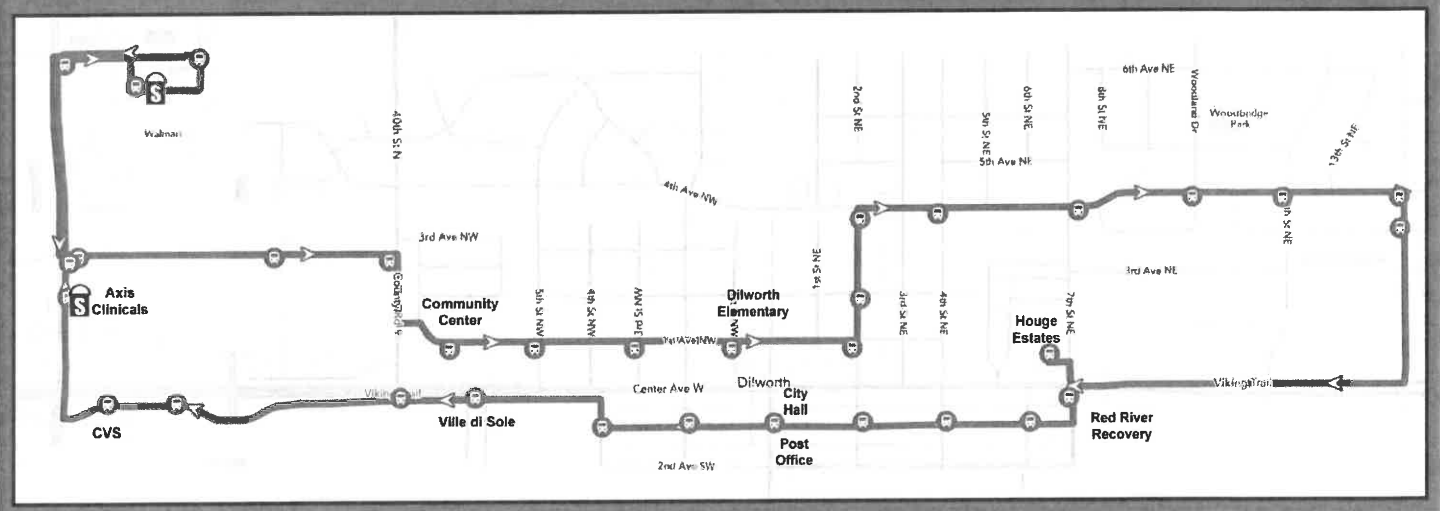 6th Ave NE
Woodland Dr
Woodbridge
Park
13th St NE
Walmart
S
40th St N
2nd St NE
5th St NE
6th St NE
8th St NE
5th Ave NE
4th Ave NW
3rd Ave NW
3rd Ave NE
Axis
Clinicals
S
Community
Center
5th St NW
4th St NW
3rd St NW
Dilworth
Elementary
1st Ave NW
3rd St NE
4th St NE
7th St NE
Houge
Estates
Viking Trail
Center Ave W
Dilworth
City
Hall
Viking Trail
CVS
Ville di Sole
Post
Office
Red River
Recovery
2nd Ave SW